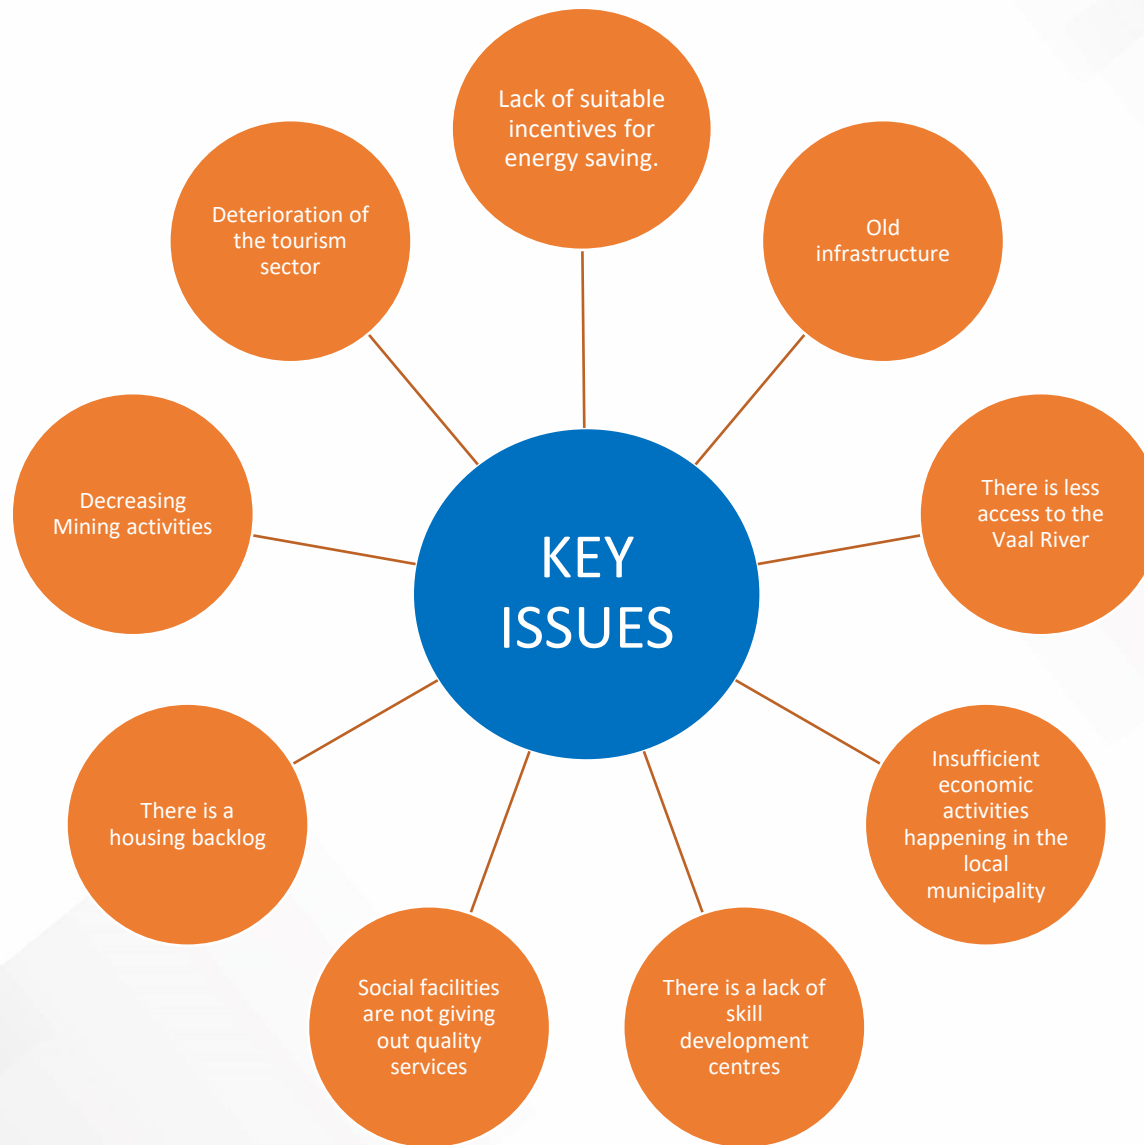 Lack of suitable
incentives for
energy saving.
Old
infrastructure
There is less
access to the
Vaal River
Insufficient
economic
activities
happening in the
local
municipality
There is a lack of
skill
development
centres
Social facilities
are not giving
out quality
services
There is a
housing backlog
Decreasing
Mining activities
Deterioration of
the tourism
sector
KEY
ISSUES